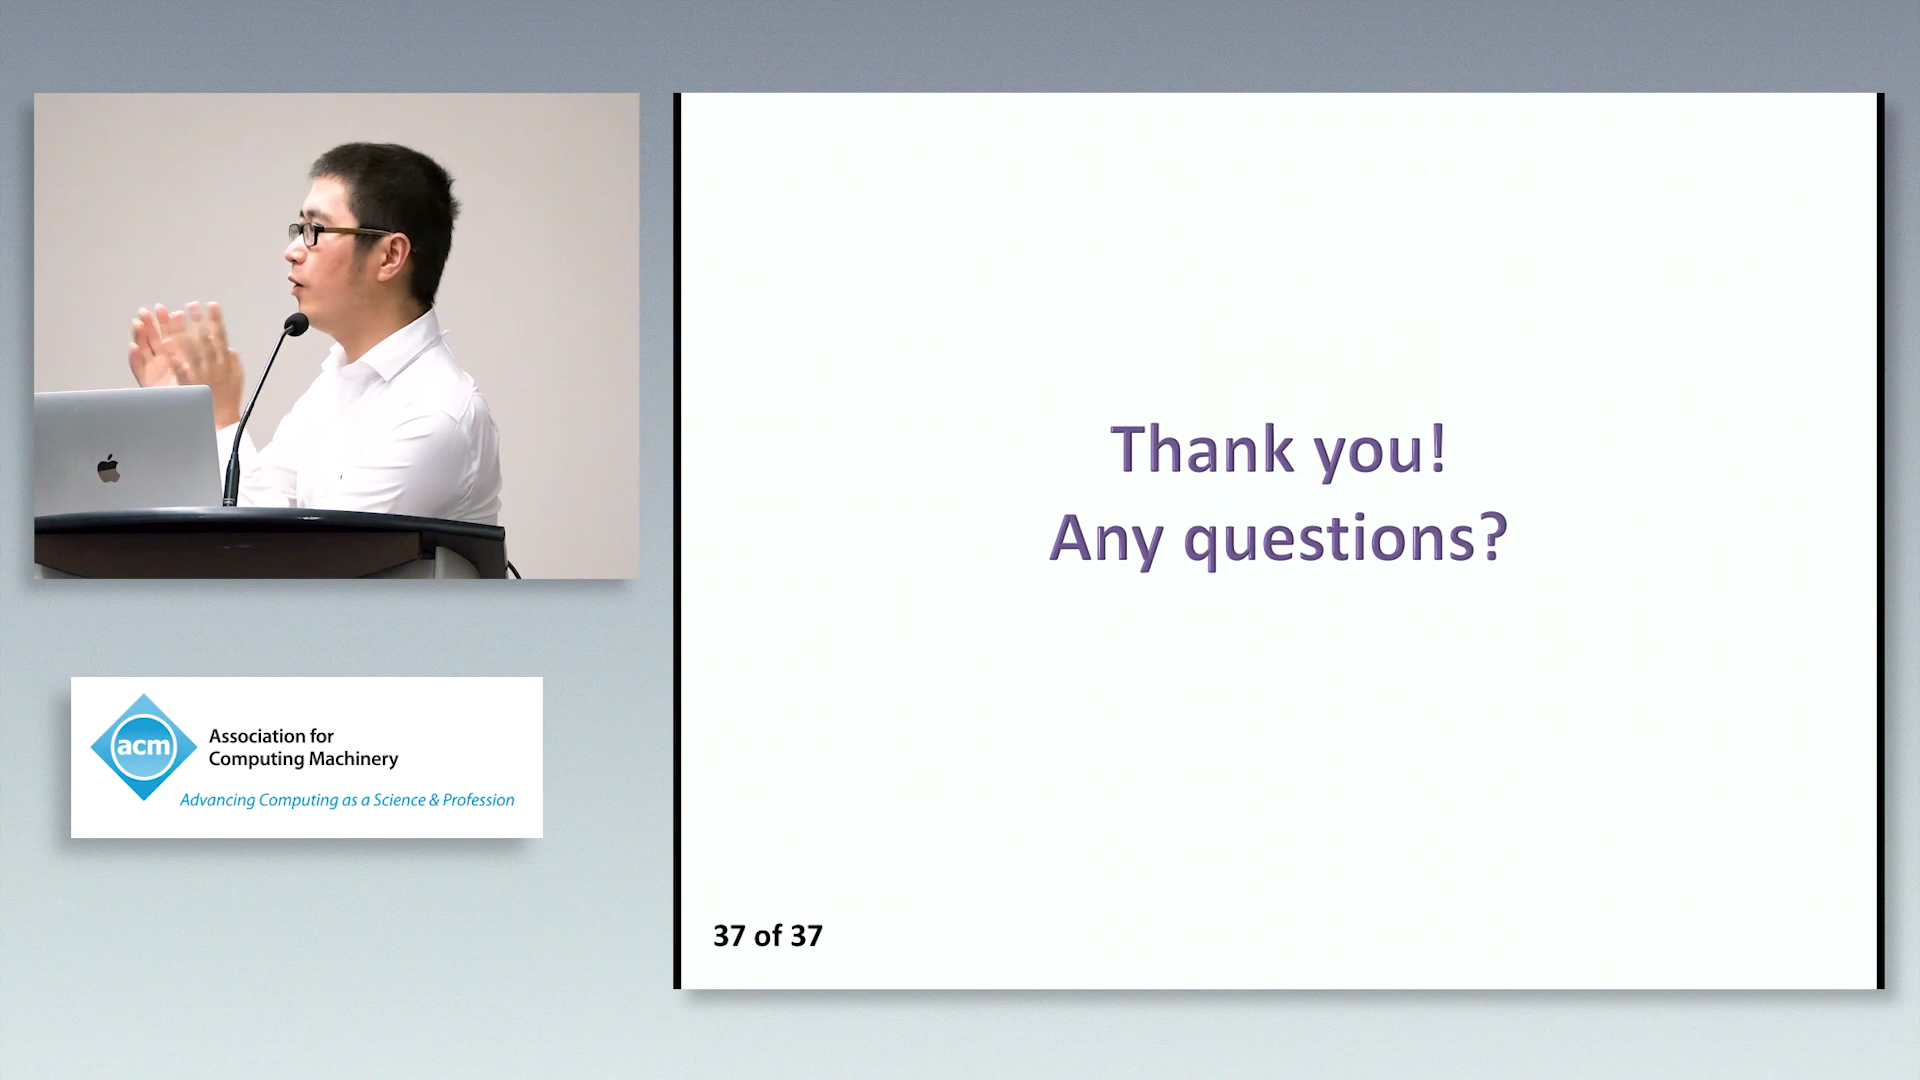 Thank you!
Any questions?
37 of 37
acm
Association for
Computing Machinery
Advancing Computing as a Science & Profession